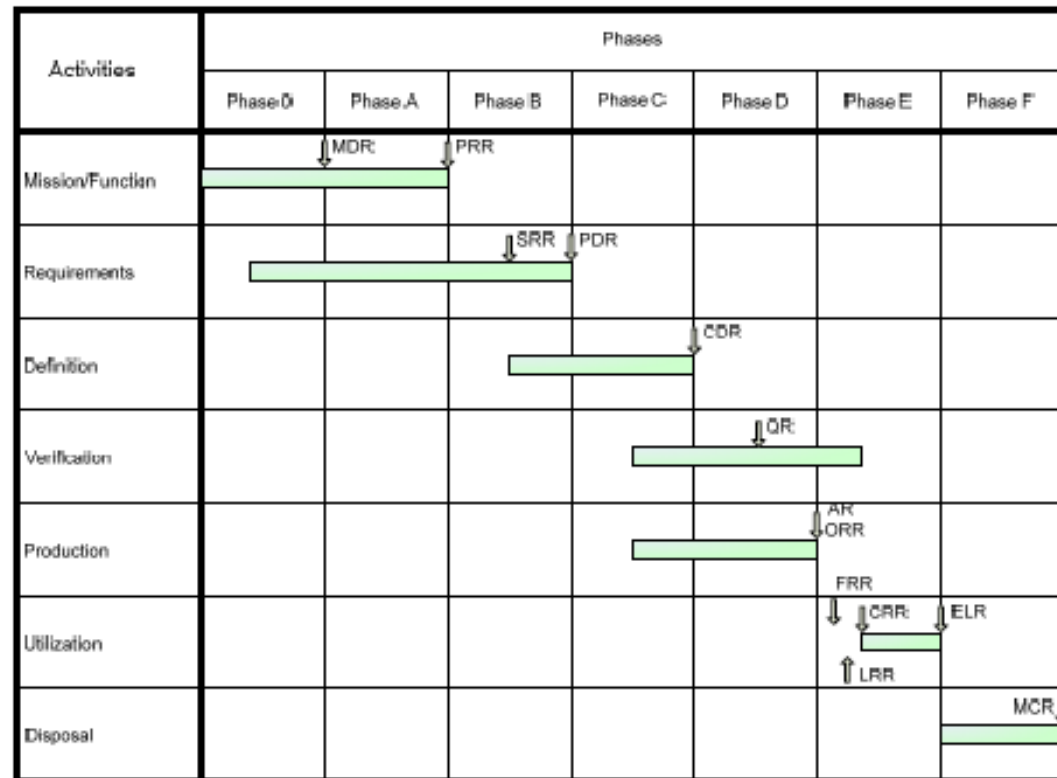 Phases
Activities
Phase 0 Phase A Phase B Phase C Phase D Phase E Phase F
MDR PRR
Mission/Function
SRR PDR
Requirements
CDR
Definition
QR
Verification
AR
ORR
Production
FRR
CRR ELR
Utilization
LRR
MCR
Disposal